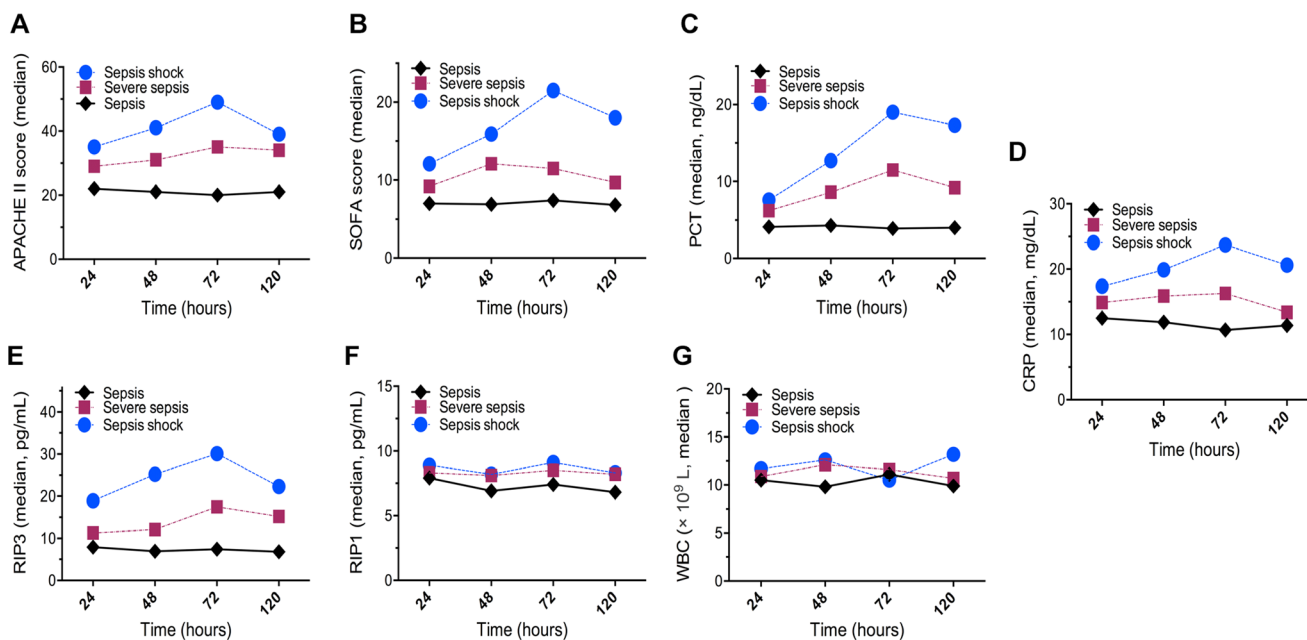 A
APACHE II score (median)
60
40
20
0
Sepsis shock
Severe sepsis
Sepsis
24
48
72
120
Time (hours)
B
SOFA score (median)
20
10
0
Sepsis
Severe sepsis
Sepsis shock
24
48
72
120
Time (hours)
C
PCT (median, ng/dL)
20
10
0
Sepsis
Severe sepsis
Sepsis shock
24
48
72
120
Time (hours)
D
CRP (median, mg/dL)
30
20
10
0
Sepsis
Severe sepsis
Sepsis shock
24
48
72
120
Time (hours)
E
RIP3 (median, pg/mL)
40
30
20
10
0
Sepsis
Severe sepsis
Sepsis shock
24
48
72
120
Time (hours)
F
RIP1 (median, pg/mL)
15
10
5
0
Sepsis
Severe sepsis
Sepsis shock
24
48
72
120
Time (hours)
G
WBC (× 10⁹ L, median )
20
15
10
5
0
Sepsis
Severe sepsis
Sepsis shock
24
48
72
120
Time (hours)